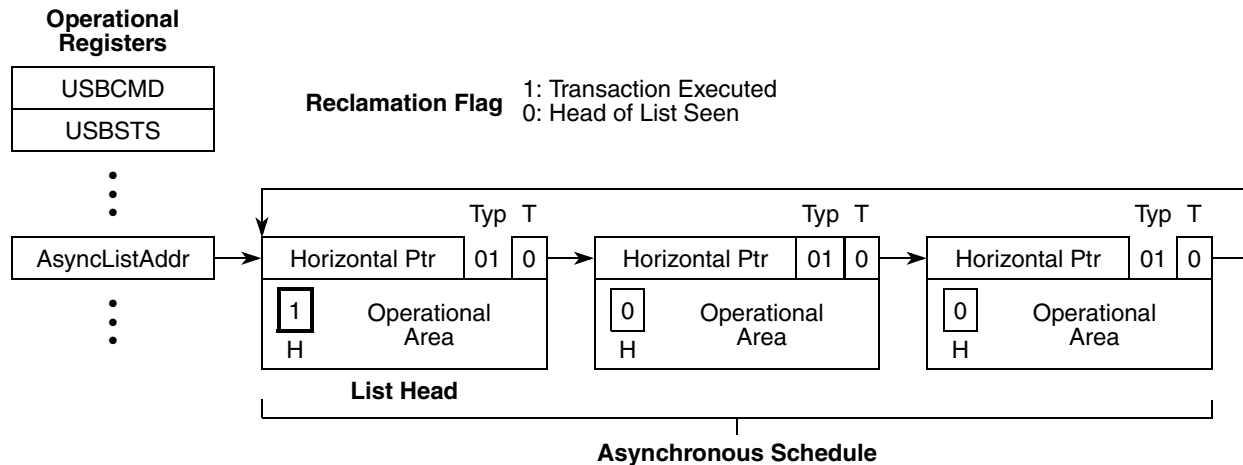 Operational
Registers
USBCMD
USBSTS
Reclamation Flag
1: Transaction Executed
0: Head of List Seen
Typ T
Typ T
Typ T
AsyncListAddr
Horizontal Ptr 01 0
Horizontal Ptr 01 0
Horizontal Ptr 01 0
1
Operational
Area
H
0
Operational
Area
H
0
Operational
Area
H
List Head
Asynchronous Schedule